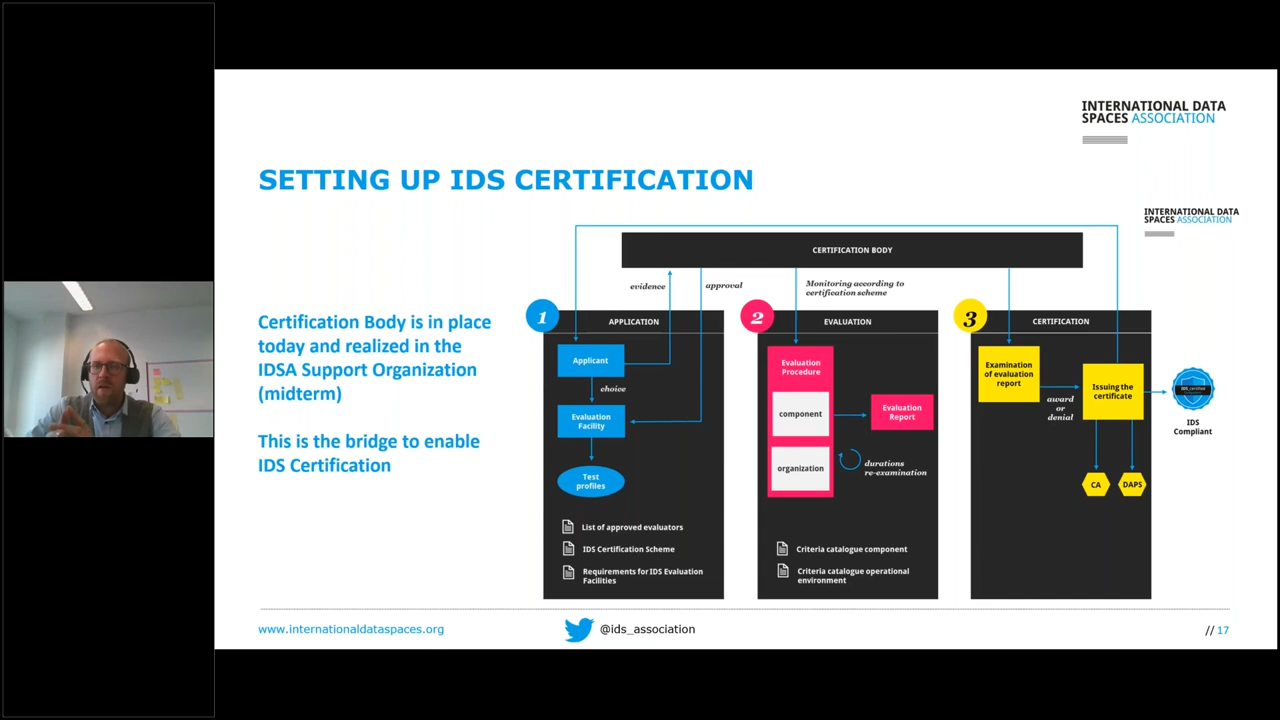 INTERNATIONAL DATA
SPACES ASSOCIATION
SETTING UP IDS CERTIFICATION
INTERNATIONAL DATA
SPACES ASSOCIATION
Certification Body is in place
today and realized in the
IDSA Support Organization
(midterm)
This is the bridge to enable
IDS Certification
CERTIFICATION BODY
evidence
approval
Monitoring according to
certification scheme
1
APPLICATION
Applicant
choice
Evaluation
Facility
Test
profiles
List of approved evaluators
IDS Certification Scheme
Requirements for IDS Evaluation
Facilities
2
EVALUATION
Evaluation
Procedure
component
organization
Evaluation
Report
durations
re-examination
Criteria catalogue component
Criteria catalogue operational
environment
3
CERTIFICATION
Examination
of evaluation
report
award
or
denial
Issuing the
certificate
CA
DAPS
IDS_certified
IDS
Compliant
www.internationaldataspaces.org
@ids_association
// 17